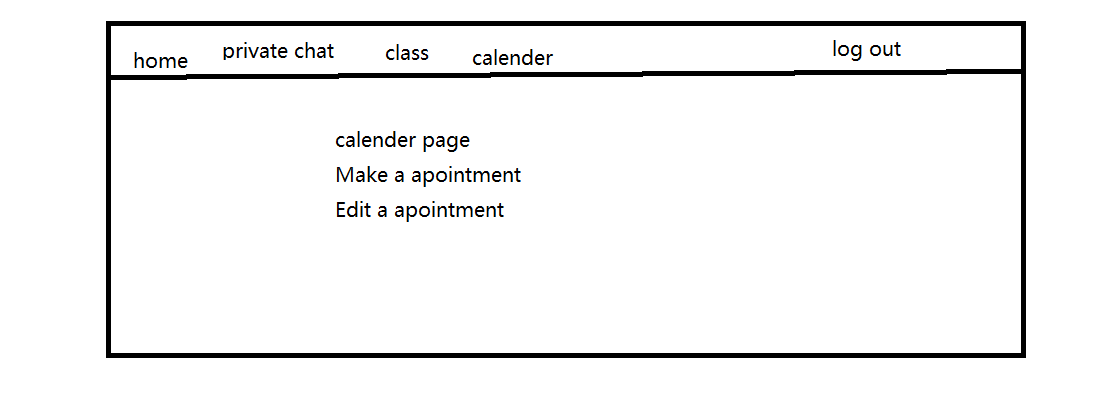 home private chat class calender log out
calender page
Make a apointment
Edit a apointment